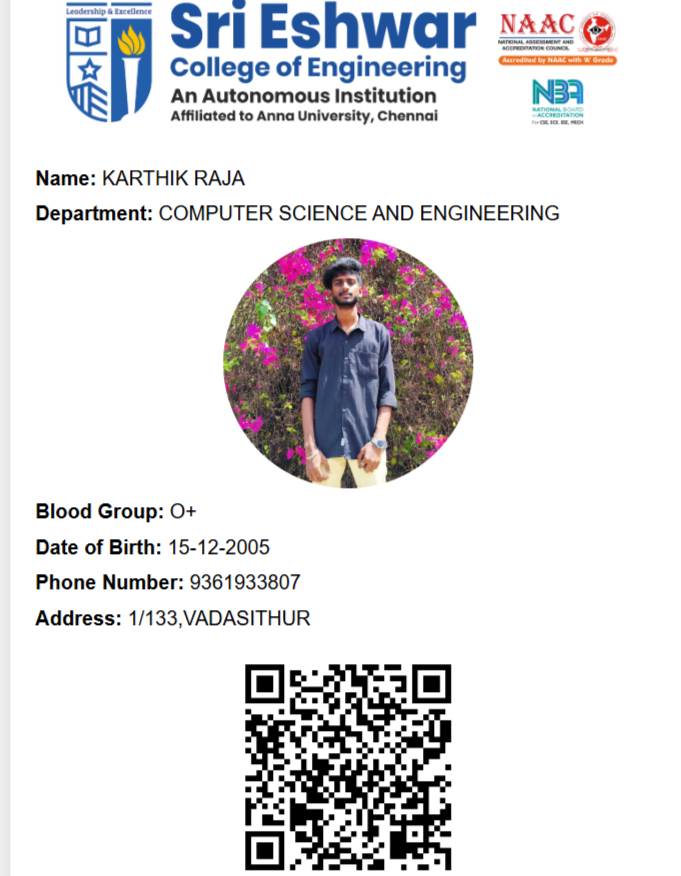 Leadership & Excellence
Sri Eshwar
College of Engineering
An Autonomous Institution
Affiliated to Anna University, Chennai
NAAC
NATIONAL ASSESSMENT AND
ACCREDITATION COUNCIL
Accredited by NAAC with 'A' Grade
NBA
NATIONAL BOARD
of ACCREDITATION
For CSE, ECE, EEE, MECH
Name: KARTHIK RAJA
Department: COMPUTER SCIENCE AND ENGINEERING
Blood Group: O+
Date of Birth: 15-12-2005
Phone Number: 9361933807
Address: 1/133,VADASITHUR